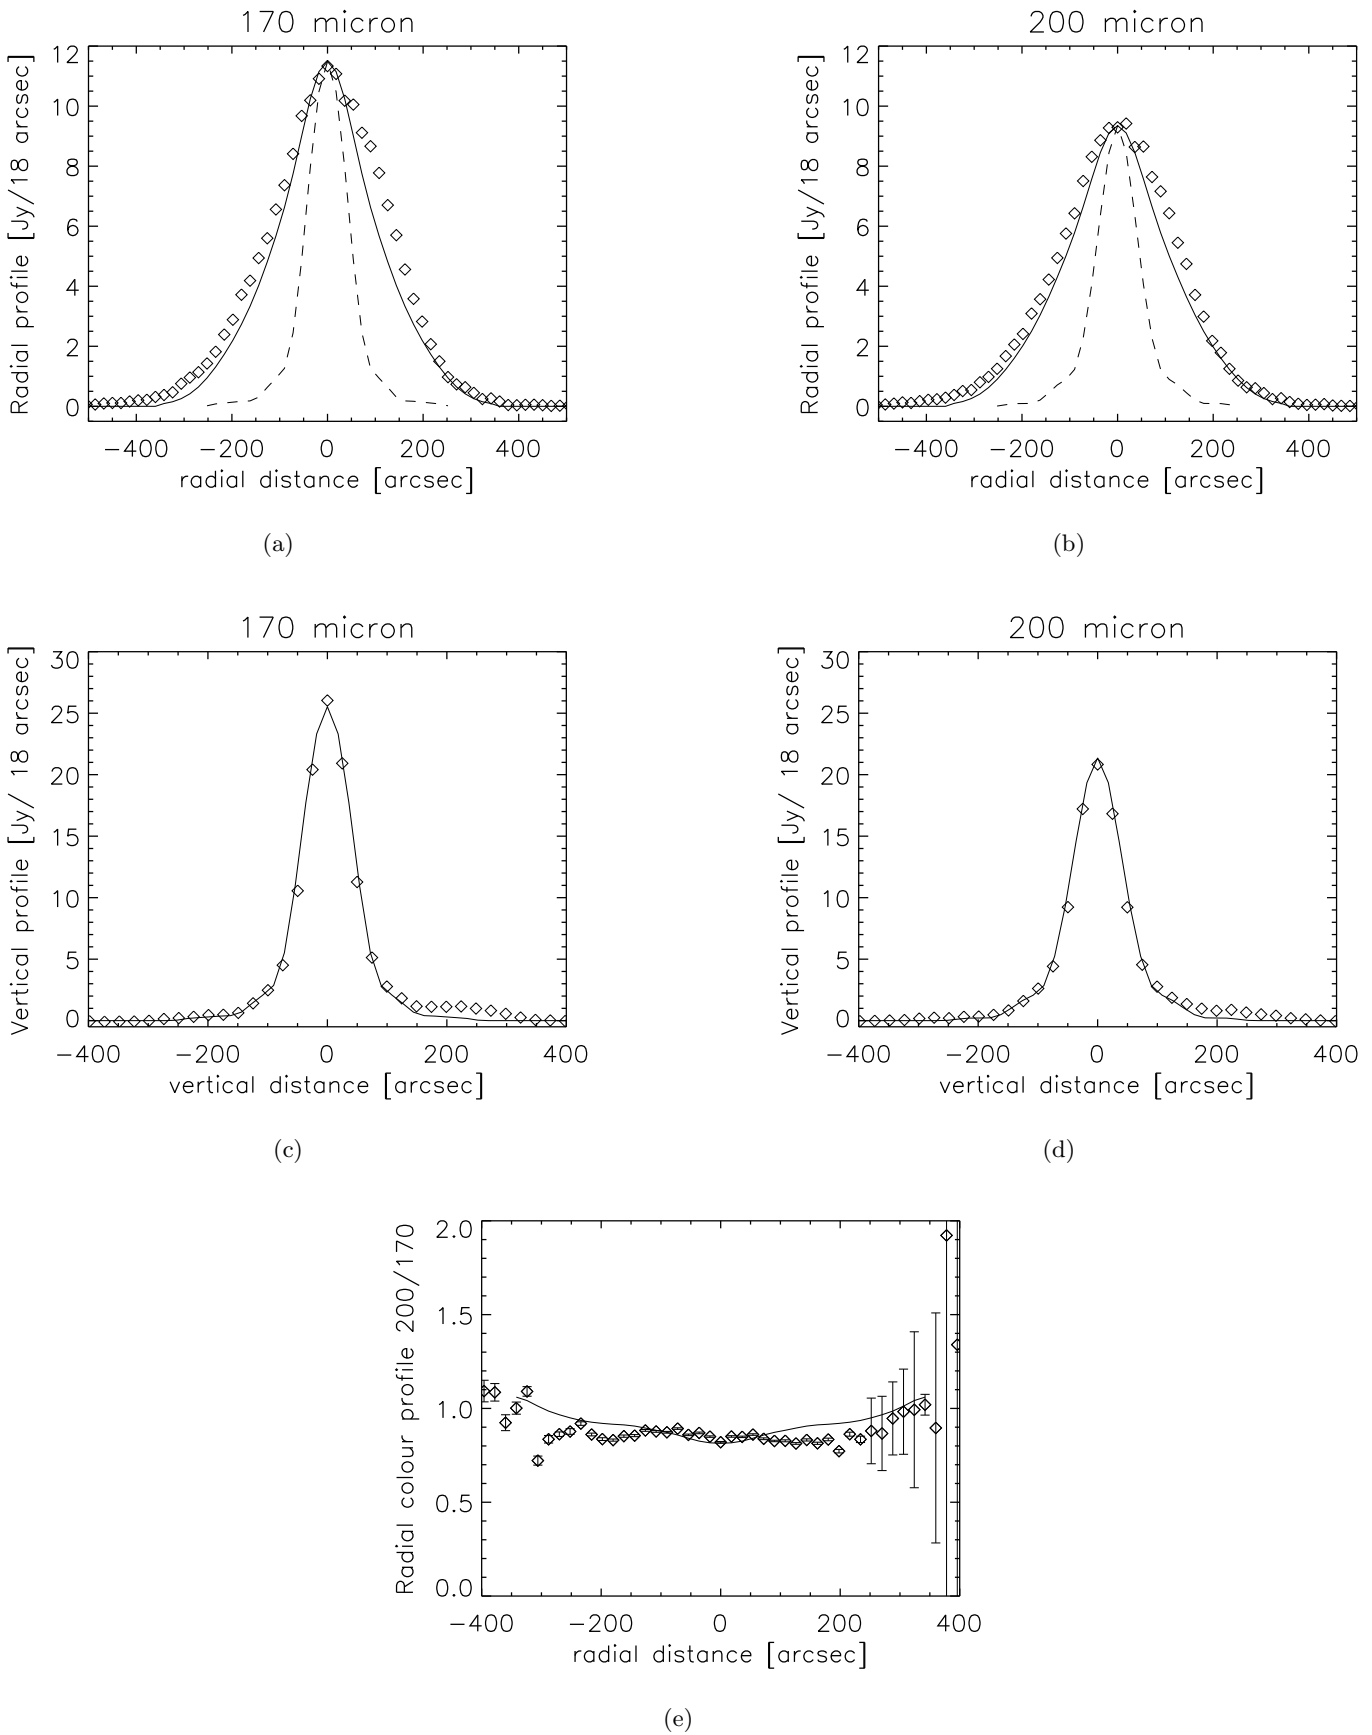 170 micron
200 micron
Radial profile [Jy/18 arcsec]
12
10
8
6
4
2
0
−400 −200 0 200 400
radial distance [arcsec]
(a)
Radial profile [Jy/18 arcsec]
12
10
8
6
4
2
0
−400 −200 0 200 400
radial distance [arcsec]
(b)
170 micron
200 micron
Vertical profile [Jy/ 18 arcsec]
30
25
20
15
10
5
0
−400 −200 0 200 400
vertical distance [arcsec]
(c)
Vertical profile [Jy/ 18 arcsec]
30
25
20
15
10
5
0
−400 −200 0 200 400
vertical distance [arcsec]
(d)
Radial colour profile 200/170
2.0
1.5
1.0
0.5
0.0
−400 −200 0 200 400
radial distance [arcsec]
(e)